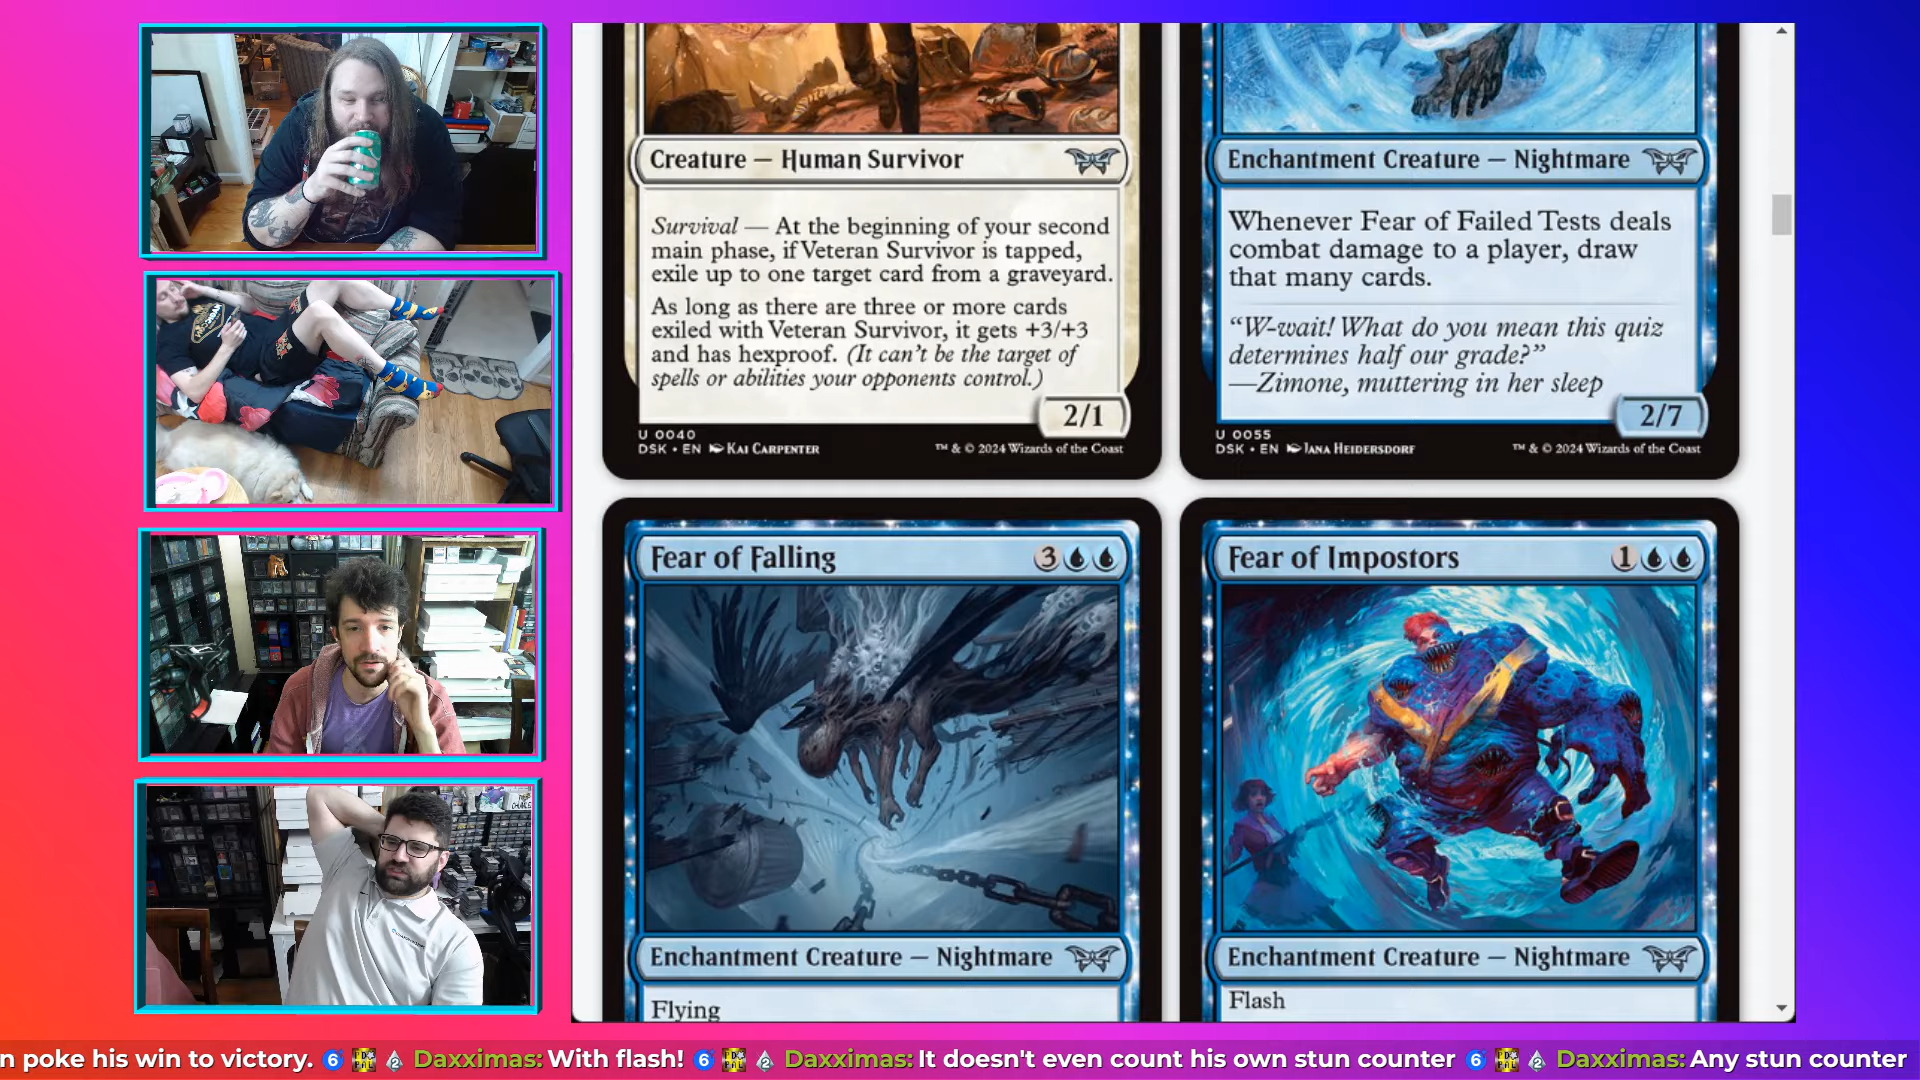 Creature — Human Survivor
Survival — At the beginning of your second
main phase, if Veteran Survivor is tapped,
exile up to one target card from a graveyard.
As long as there are three or more cards
exiled with Veteran Survivor, it gets +3/+3
and has hexproof. (It can't be the target of
spells or abilities your opponents control.)
2/1
U 0040
DSK • EN KAI CARPENTER
™ & © 2024 Wizards of the Coast
Enchantment Creature — Nightmare
Whenever Fear of Failed Tests deals
combat damage to a player, draw
that many cards.
“W-wait! What do you mean this quiz
determines half our grade?”
—Zimone, muttering in her sleep
2/7
U 0055
DSK • EN JANA HEIDERSDORF
™ & © 2024 Wizards of the Coast
Fear of Falling 3
Enchantment Creature — Nightmare
Flying
Fear of Impostors 1
Enchantment Creature — Nightmare
Flash
n poke his win to victory. 6 2 Daxximas: With flash! 6 2 Daxximas: It doesn't even count his own stun counter 6 2 Daxximas: Any stun counter